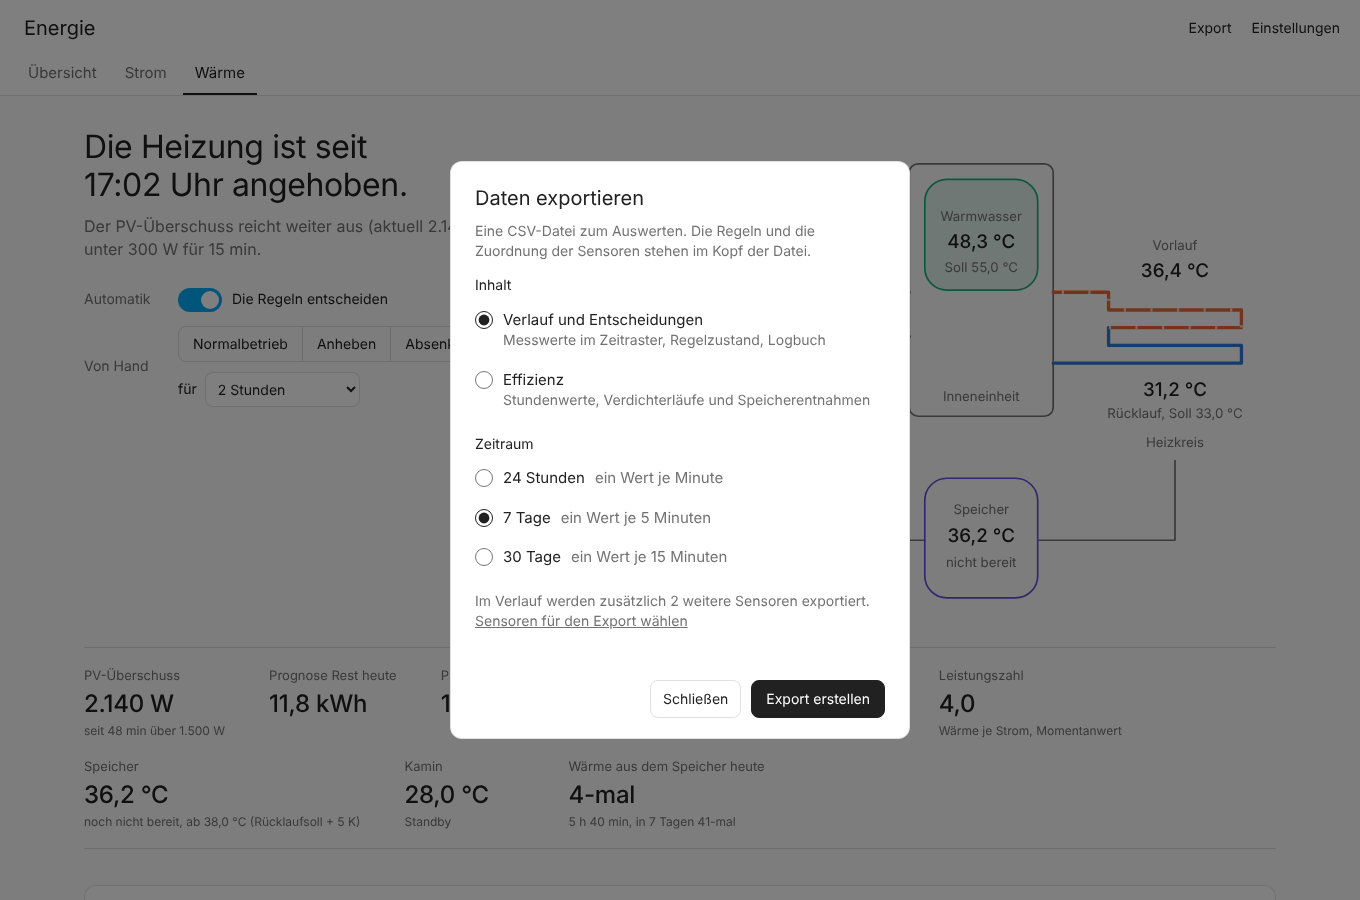 Energie
Export
Einstellungen
Übersicht
Strom
Wärme
Die Heizung ist seit
17:02 Uhr angehoben.
Der PV-Überschuss reicht weiter aus (aktuell
unter 300 W für 15 min.
Automatik
Die Regeln entscheiden
Von Hand
Normalbetrieb
Anheben
für
2 Stunden
Daten exportieren
Eine CSV-Datei zum Auswerten. Die Regeln und die
Zuordnung der Sensoren stehen im Kopf der Datei.
Inhalt
Verlauf und Entscheidungen
Messwerte im Zeitraster, Regelzustand, Logbuch
Effizienz
Stundenwerte, Verdichterläufe und Speicherentnahmen
Zeitraum
24 Stunden ein Wert je Minute
7 Tage ein Wert je 5 Minuten
30 Tage ein Wert je 15 Minuten
Im Verlauf werden zusätzlich 2 weitere Sensoren exportiert.
Sensoren für den Export wählen
Schließen
Export erstellen
Warmwasser
48,3 °C
Soll 55,0 °C
Inneneinheit
Vorlauf
36,4 °C
31,2 °C
Rücklauf, Soll 33,0 °C
Heizkreis
Speicher
36,2 °C
nicht bereit
PV-Überschuss
2.140 W
seit 48 min über 1.500 W
Prognose Rest heute
11,8 kWh
Leistungszahl
4,0
Wärme je Strom, Momentanwert
Speicher
36,2 °C
noch nicht bereit, ab 38,0 °C (Rücklaufsoll + 5 K)
Kamin
28,0 °C
Standby
Wärme aus dem Speicher heute
4-mal
5 h 40 min, in 7 Tagen 41-mal